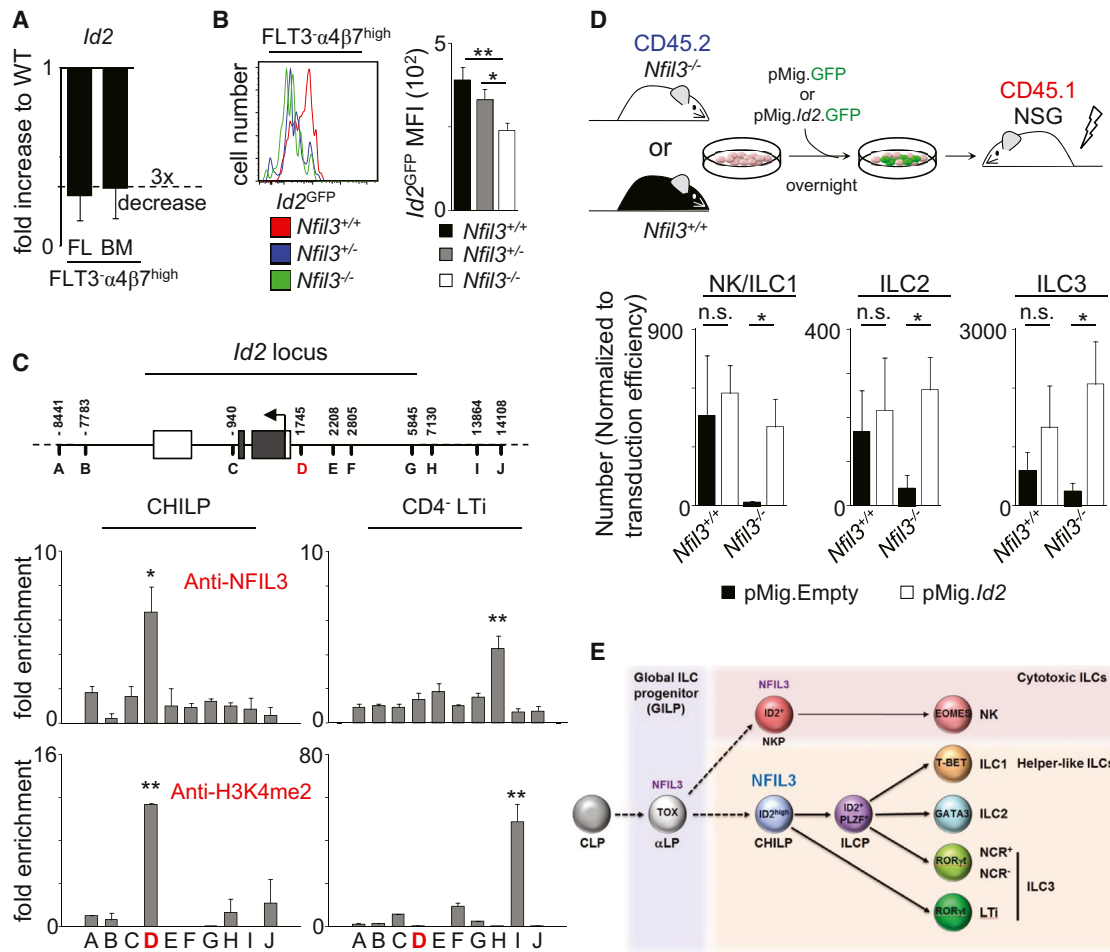 A
Id2
fold increase to WT
1
0
3x
decrease
FL BM
FLT3-α4β7high
B
FLT3-α4β7high
cell number
Id2GFP
Nfil3+/+
Nfil3+/-
Nfil3-/-
Id2GFP MFI (10²)
5
0
**
*
Nfil3+/+
Nfil3+/-
Nfil3-/-
C
Id2 locus
- 8441
- 7783
-940
1745
2208
2805
5845
7130
13864
14108
A B C D E F G H I J
CHILP
CD4- LTi
fold enrichment
10
0
*
Anti-NFIL3
10
0
**
fold enrichment
16
0
**
Anti-H3K4me2
80
0
**
A B C D E F G H I J
A B C D E F G H I J
D
CD45.2
Nfil3-/-
or
Nfil3+/+
pMig.GFP
or
pMig.Id2.GFP
overnight
CD45.1
NSG
Number (Normalized to
transduction efficiency)
NK/ILC1
900
0
n.s. *
Nfil3+/+ Nfil3-/-
ILC2
400
0
n.s. *
Nfil3+/+ Nfil3-/-
ILC3
3000
0
n.s. *
Nfil3+/+ Nfil3-/-
pMig.Empty
pMig.Id2
E
Global ILC
progenitor
(GILP)
Cytotoxic ILCs
NFIL3
ID2+
NKP
EOMES
NK
Helper-like ILCs
CLP
NFIL3
TOX
αLP
NFIL3
ID2high
CHILP
ID2+
PLZF+
ILCP
T-BET
ILC1
GATA3
ILC2
RORγt
NCR+
NCR-
ILC3
RORγt
LTi